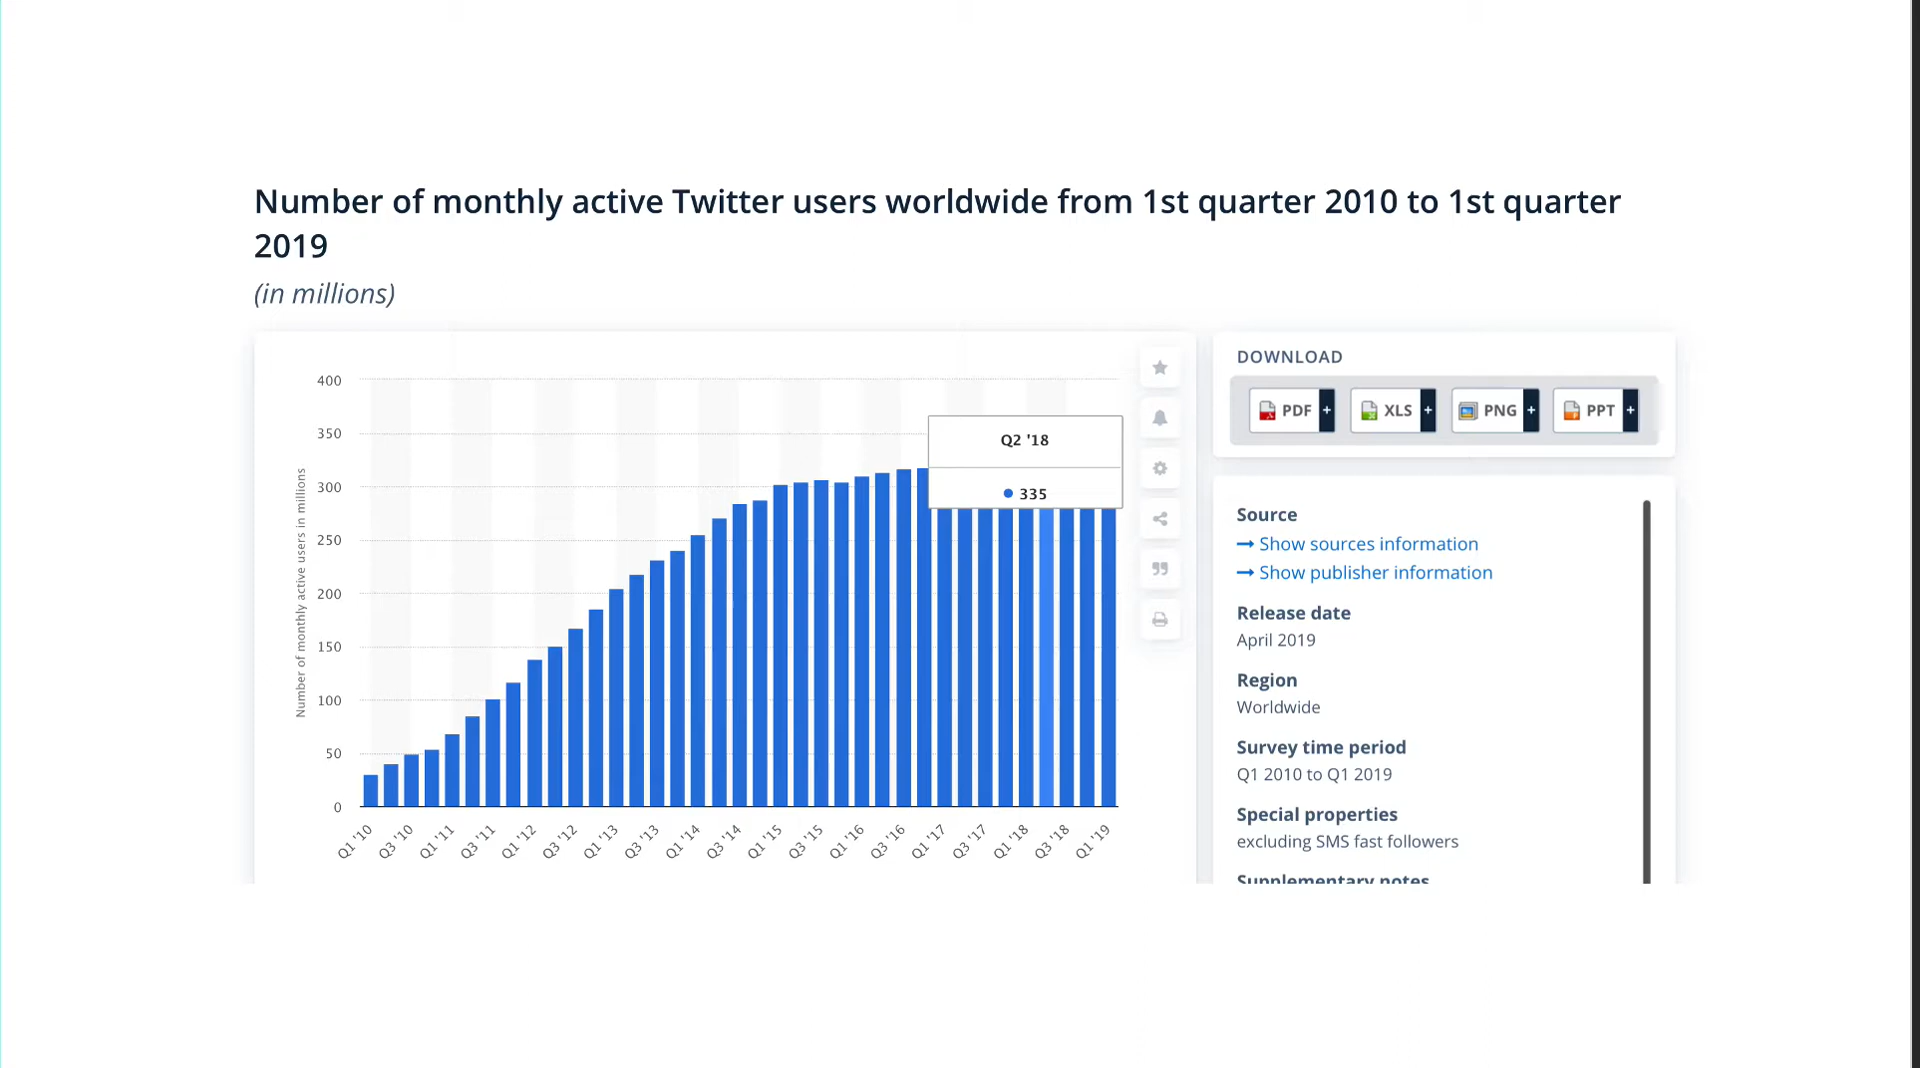 Number of monthly active Twitter users worldwide from 1st quarter 2010 to 1st quarter
2019
(in millions)
Number of monthly active users in millions
400
350
300
250
200
150
100
50
0
Q1 '10
Q3 '10
Q1 '11
Q3 '11
Q1 '12
Q3 '12
Q1 '13
Q3 '13
Q1 '14
Q3 '14
Q1 '15
Q3 '15
Q1 '16
Q3 '16
Q1 '17
Q3 '17
Q1 '18
Q3 '18
Q1 '19
Q2 '18
335
DOWNLOAD
PDF + XLS + PNG + PPT +
Source
Show sources information
Show publisher information
Release date
April 2019
Region
Worldwide
Survey time period
Q1 2010 to Q1 2019
Special properties
excluding SMS fast followers
Supplementary notes